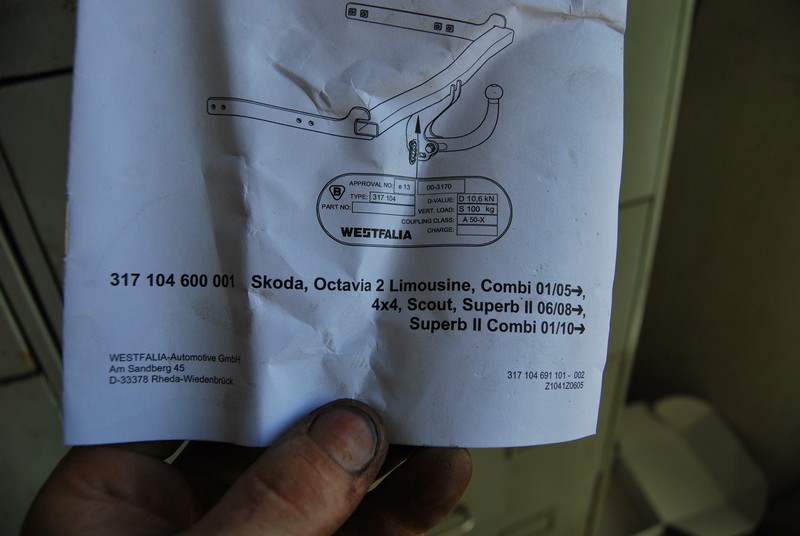 B
APPROVAL NO: e 13 00-3170
TYPE: 317 104 D-VALUE: D 10,6 kN
PART NO: VERT. LOAD: S 100 kg
COUPLING CLASS: A 50-X
WESTFALIA CHARGE:
317 104 600 001 Skoda, Octavia 2 Limousine, Combi 01/05➔,
4x4, Scout, Superb II 06/08➔,
Superb II Combi 01/10➔
WESTFALIA-Automotive GmbH
Am Sandberg 45
D-33378 Rheda-Wiedenbrück
317 104 691 101 - 002
Z1041Z0605